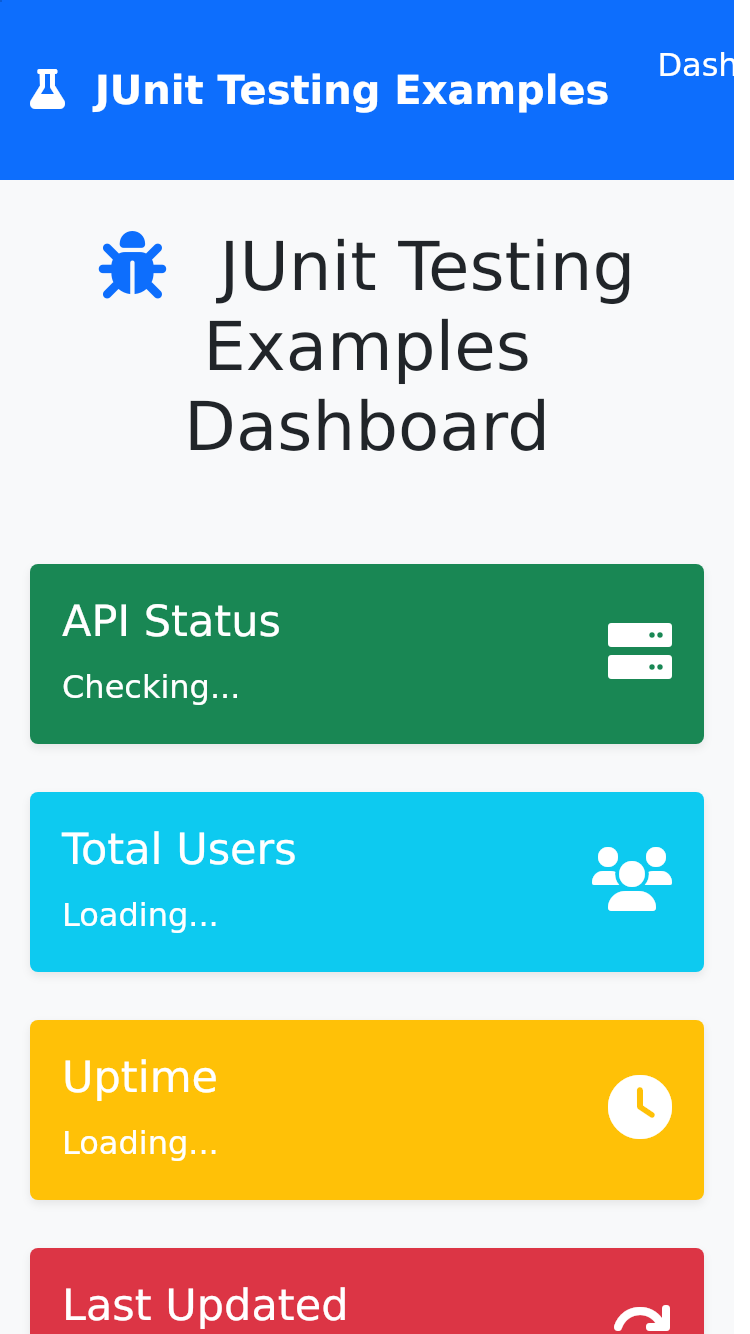 JUnit Testing Examples
Dash
JUnit Testing
Examples
Dashboard
API Status
Checking...
Total Users
Loading...
Uptime
Loading...
Last Updated